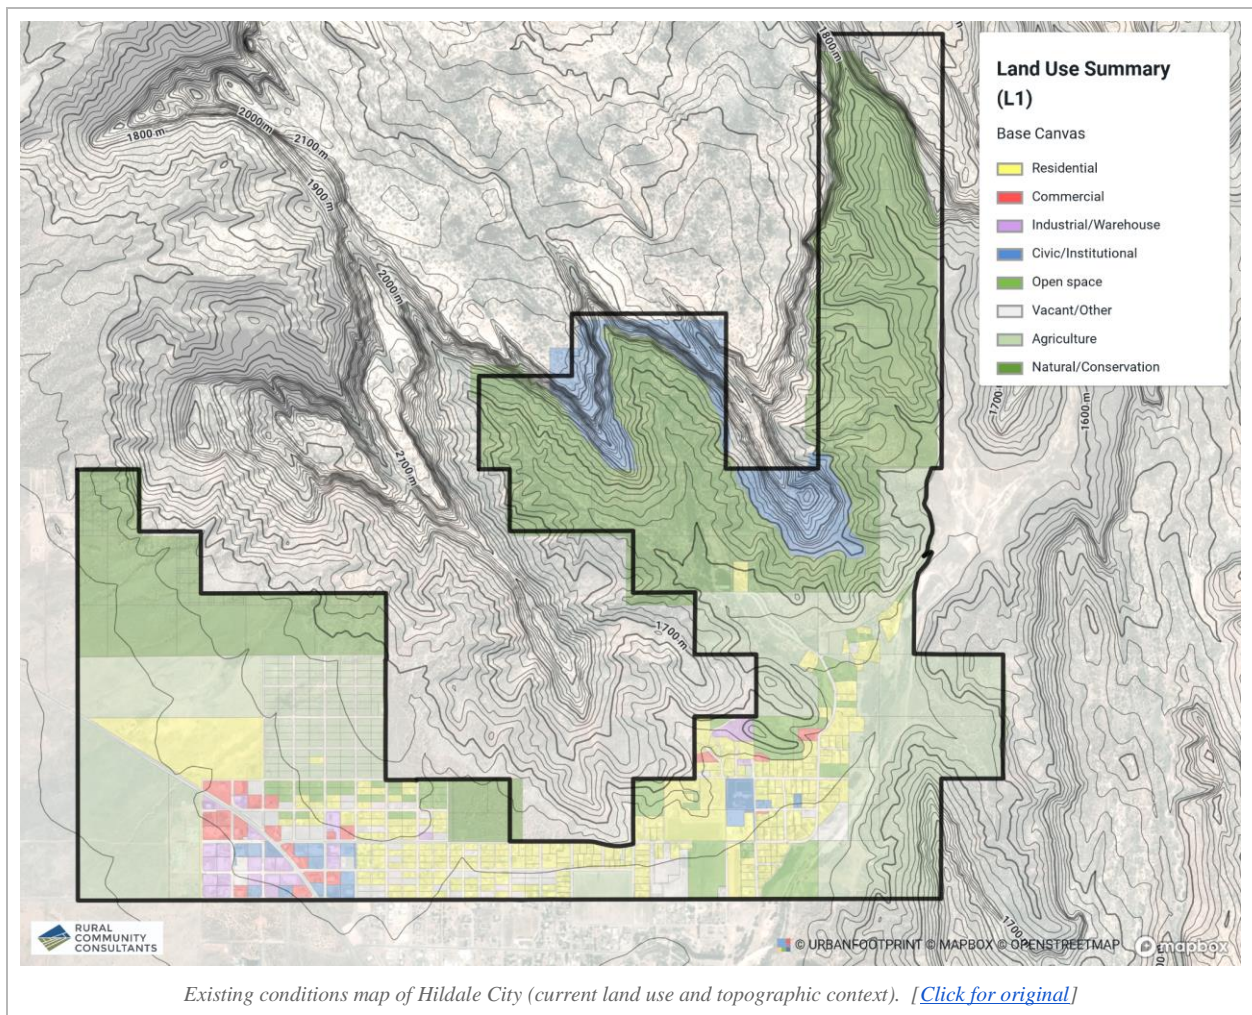 1800 m
Land Use Summary
(L1)
Base Canvas
Residential
Commercial
Industrial/Warehouse
Civic/Institutional
Open space
Vacant/Other
Agriculture
Natural/Conservation
1800 m
2000 m
2100 m
1900 m
2000 m
2100 m
1700 m
1600 m
1700 m
1700 m
RURAL
COMMUNITY
CONSULTANTS
© URBANFOOTPRINT © MAPBOX © OPENSTREETMAP
mapbox
Existing conditions map of Hildale City (current land use and topographic context). [Click for original]